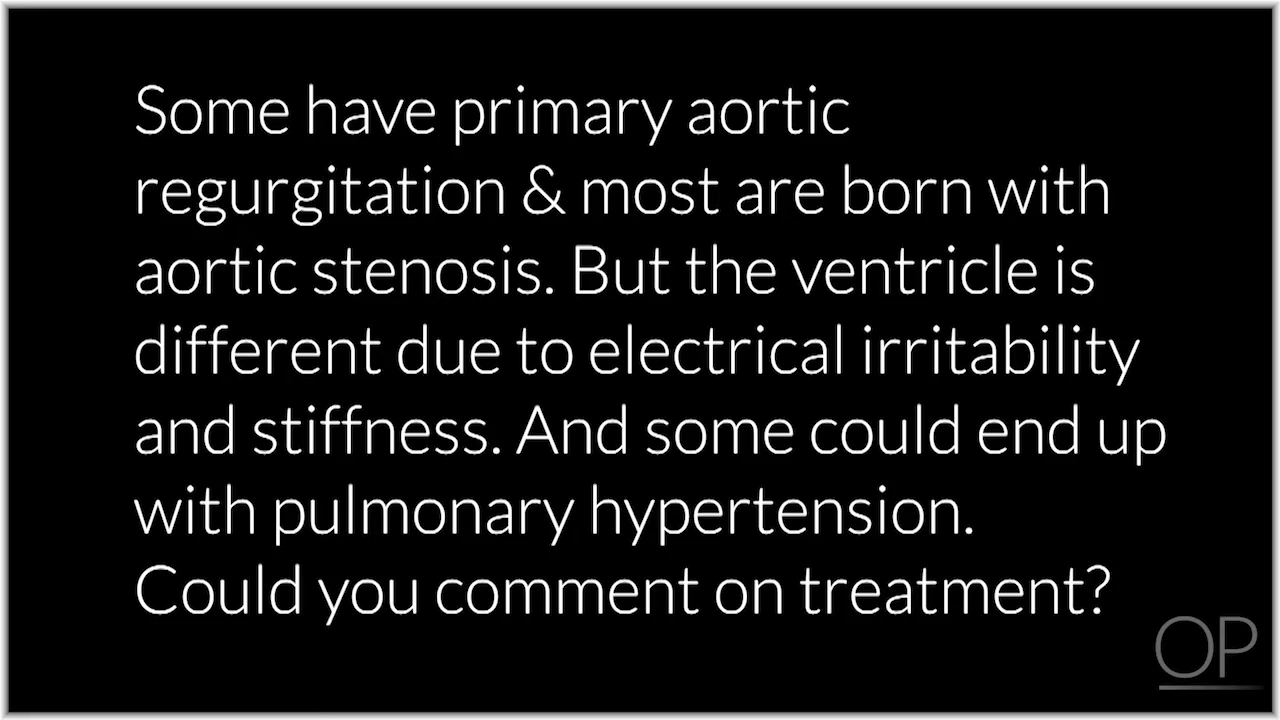 Some have primary aortic
regurgitation & most are born with
aortic stenosis. But the ventricle is
different due to electrical irritability
and stiffness. And some could end up
with pulmonary hypertension.
Could you comment on treatment?
OP